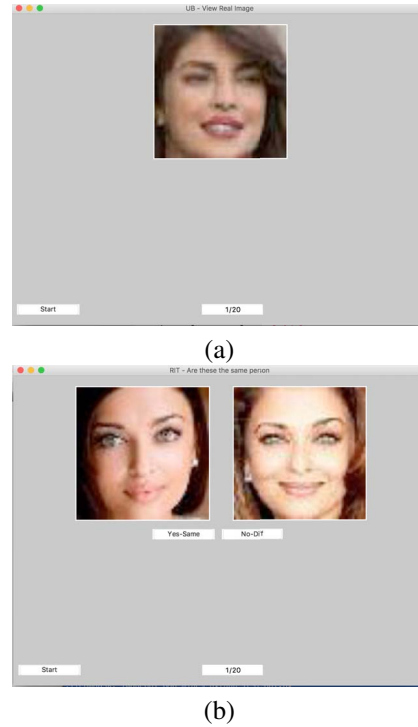 UB - View Real Image
Start
1/20
(a)
RIT - Are these the same person
Yes-Same
No-Dif
Start
1/20
(b)